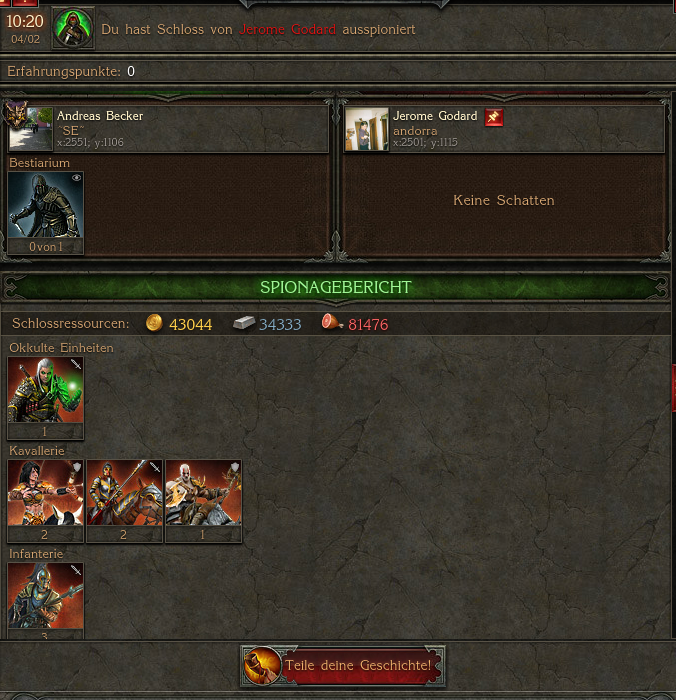 10:20
04/02
Du hast Schloss von Jerome Godard ausspioniert
Erfahrungspunkte: 0
Andreas Becker
~SE~
x:2551; y:1106
Jerome Godard
andorra
x:2501; y:1115
Bestiarium
0 von 1
Keine Schatten
SPIONAGEBERICHT
Schlossressourcen: 43044 34333 81476
Okkulte Einheiten
1
Kavallerie
2 2 1
Infanterie
3
Teile deine Geschichte!